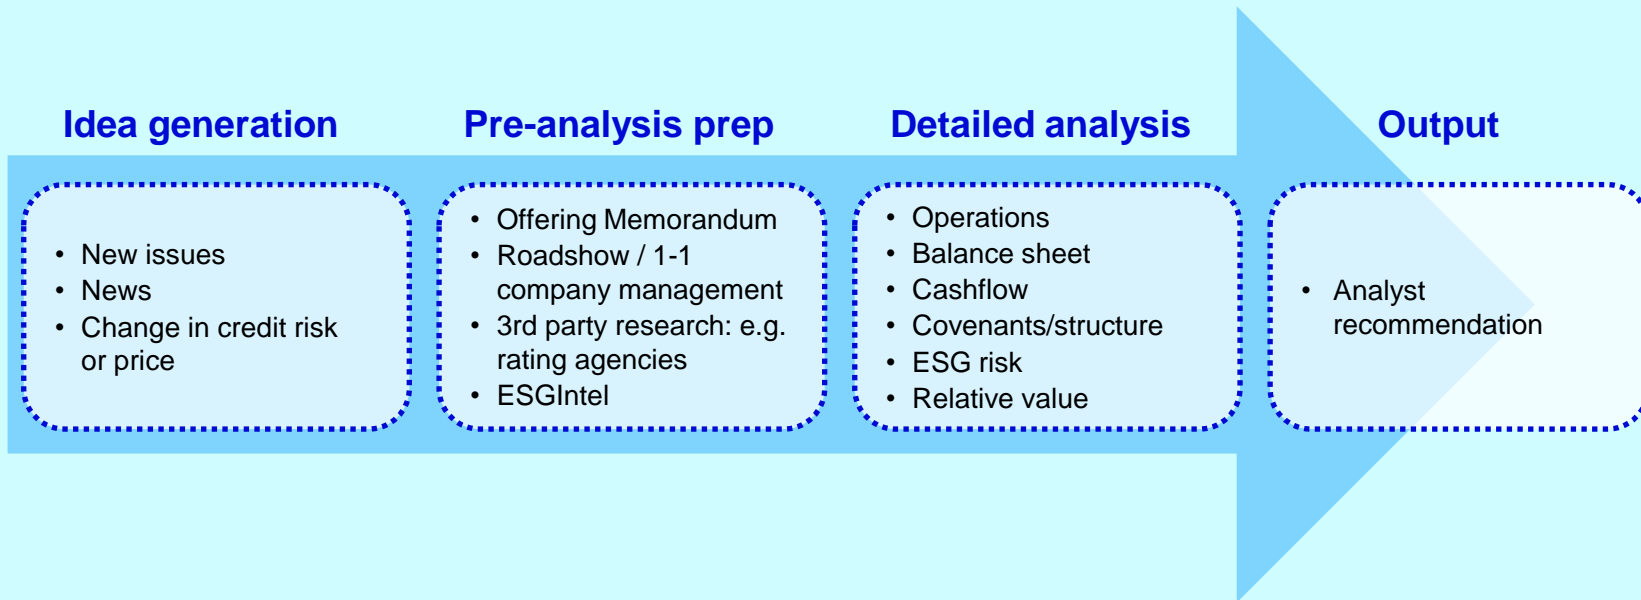 Idea generation
Pre-analysis prep
Detailed analysis
Output
• New issues
• News
• Change in credit risk
or price
• Offering Memorandum
• Roadshow / 1-1
company management
• 3rd party research: e.g.
rating agencies
• ESGIntel
• Operations
• Balance sheet
• Cashflow
• Covenants/structure
• ESG risk
• Relative value
• Analyst
recommendation